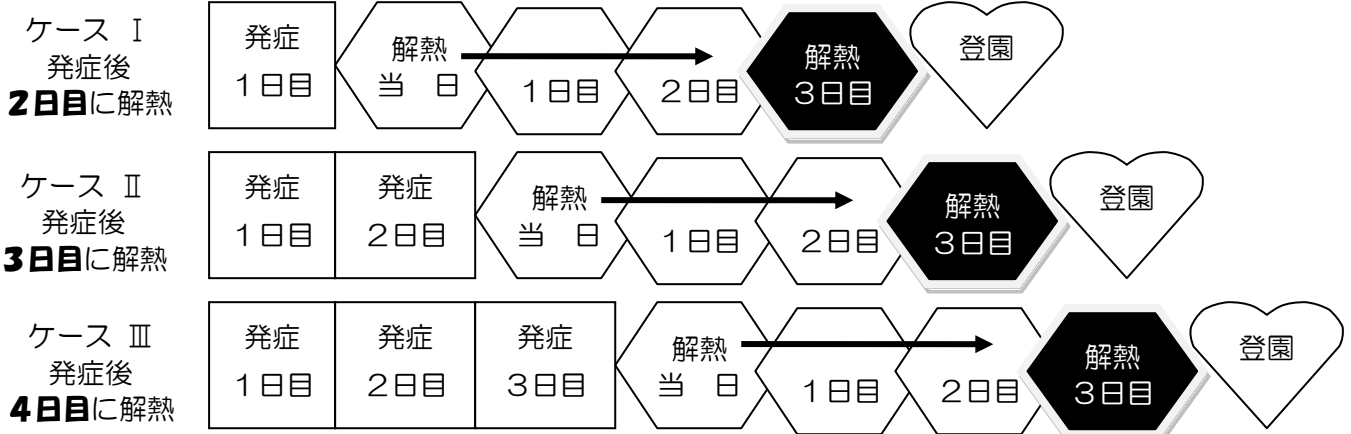 ケース Ⅰ
発症後
2日目に解熱
発症
1日目
解熱
当 日
1日目
2日目
解熱
3日目
登園
ケース Ⅱ
発症後
3日目に解熱
発症
1日目
発症
2日目
解熱
当 日
1日目
2日目
解熱
3日目
登園
ケース Ⅲ
発症後
4日目に解熱
発症
1日目
発症
2日目
発症
3日目
解熱
当 日
1日目
2日目
解熱
3日目
登園